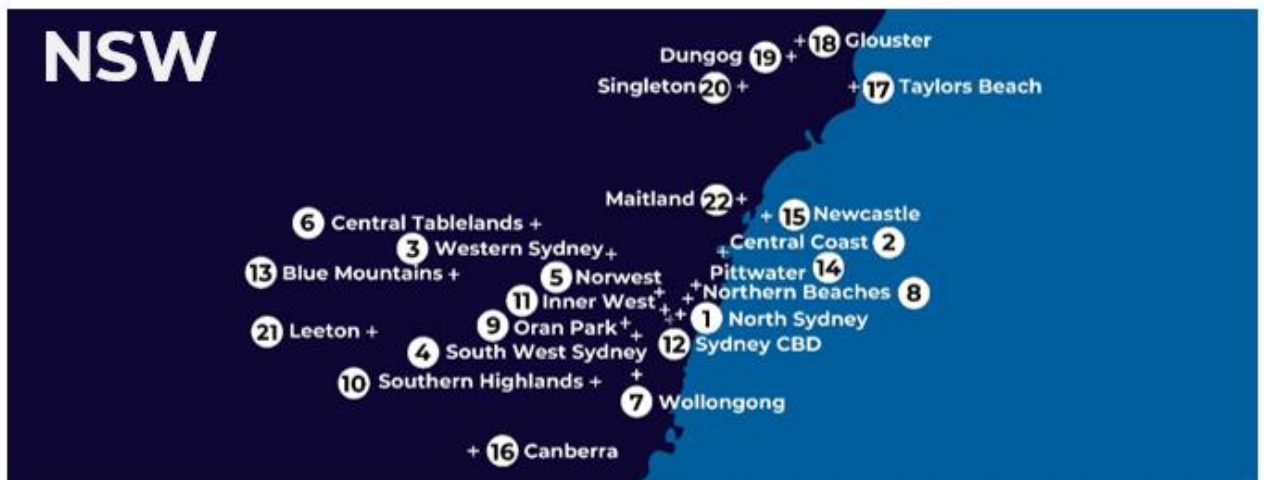 NSW
18 Glouster
Dungog 19
Singleton 20
17 Taylors Beach
Maitland 22
15 Newcastle
6 Central Tablelands
Central Coast 2
3 Western Sydney
13 Blue Mountains
Pittwater 14
5 Norwest
Northern Beaches 8
11 Inner West
1 North Sydney
9 Oran Park
21 Leeton
12 Sydney CBD
4 South West Sydney
10 Southern Highlands
7 Wollongong
16 Canberra